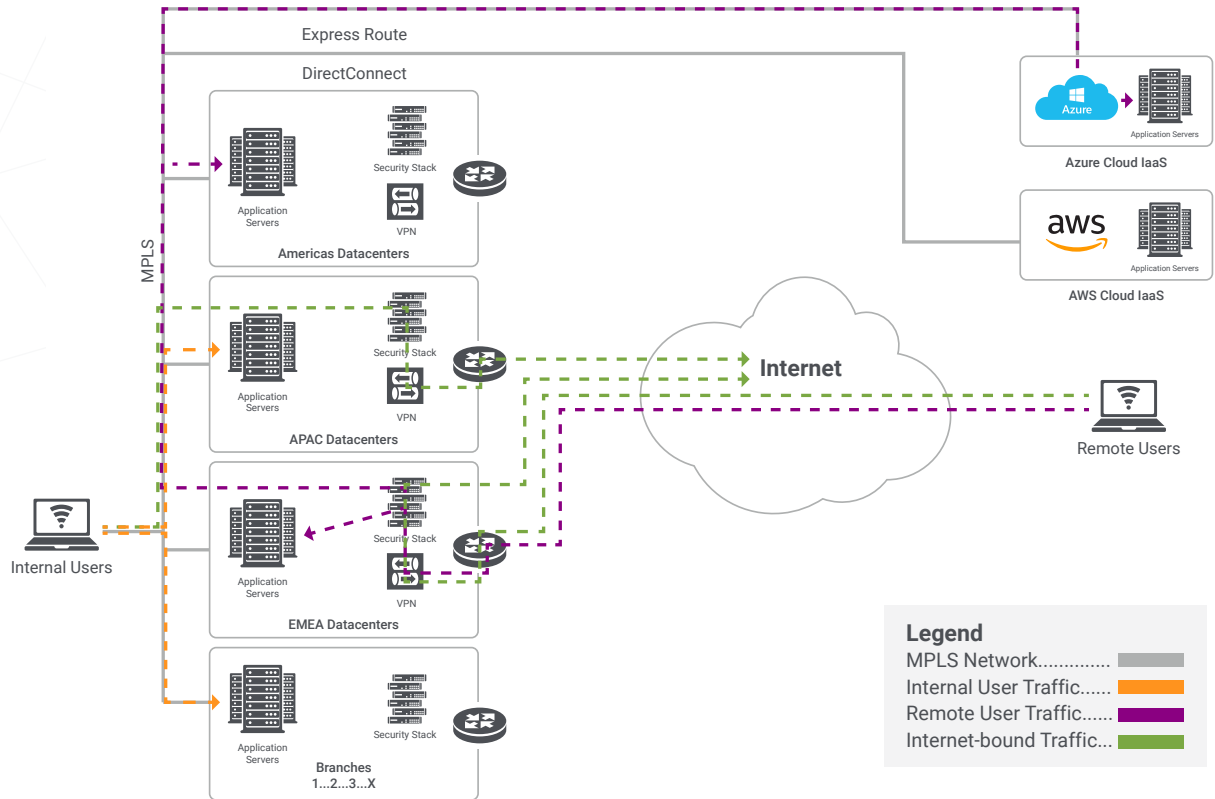 Express Route
DirectConnect
MPLS
Security Stack
Application
Servers
VPN
Americas Datacenters
Azure
Application Servers
Azure Cloud IaaS
aws
Application Servers
AWS Cloud IaaS
Security Stack
Application
Servers
VPN
APAC Datacenters
Internet
Remote Users
Internal Users
Security Stack
Application
Servers
VPN
EMEA Datacenters
Security Stack
Application
Servers
Branches
1...2...3...X
Legend
MPLS Network..............
Internal User Traffic......
Remote User Traffic......
Internet-bound Traffic...